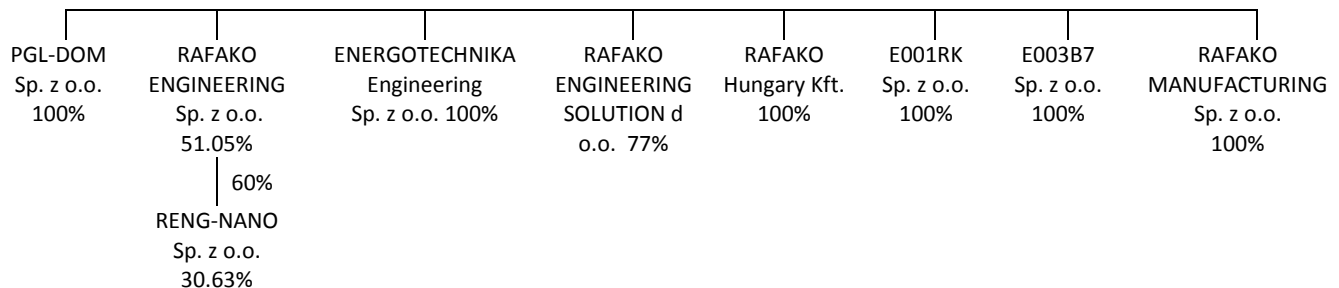 PGL-DOM
Sp. z o.o.
100%
RAFAKO
ENGINEERING
Sp. z o.o.
51.05%
ENERGOTECHNIKA
Engineering
Sp. z o.o. 100%
RAFAKO
ENGINEERING
SOLUTION d
o.o. 77%
RAFAKO
Hungary Kft.
100%
E001RK
Sp. z o.o.
100%
E003B7
Sp. z o.o.
100%
RAFAKO
MANUFACTURING
Sp. z o.o.
100%
60%
RENG-NANO
Sp. z o.o.
30.63%